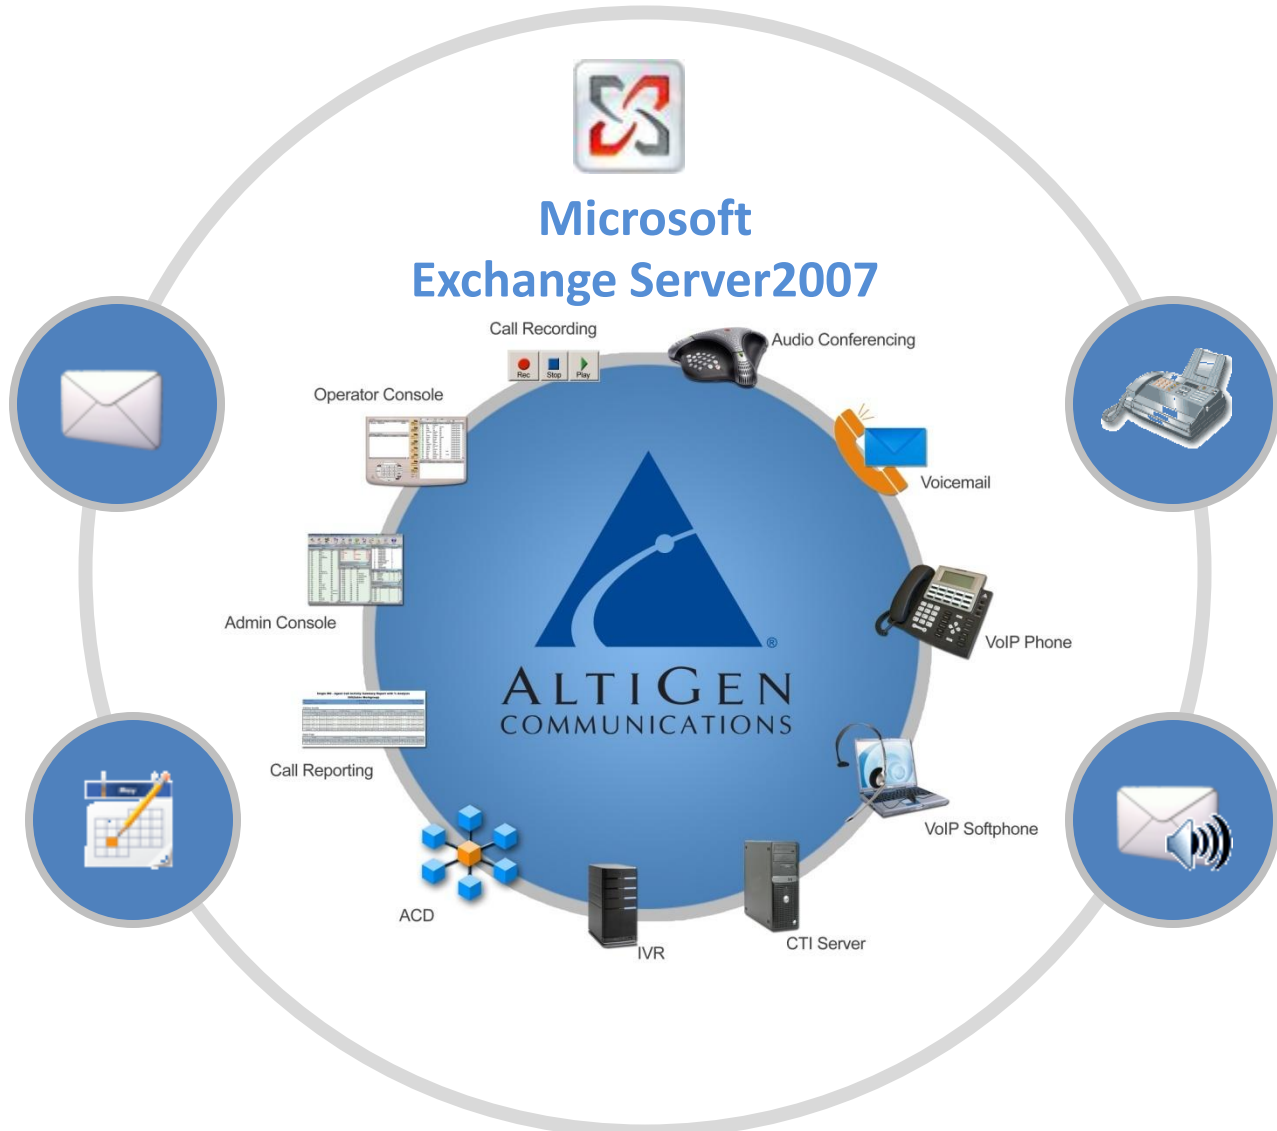 Microsoft
Exchange Server2007
Call Recording
Audio Conferencing
Rec
Stop
Play
Operator Console
Voicemail
Admin Console
VoIP Phone
®
ALTIGEN
COMMUNICATIONS
Call Reporting
May
VoIP Softphone
ACD
IVR
CTI Server